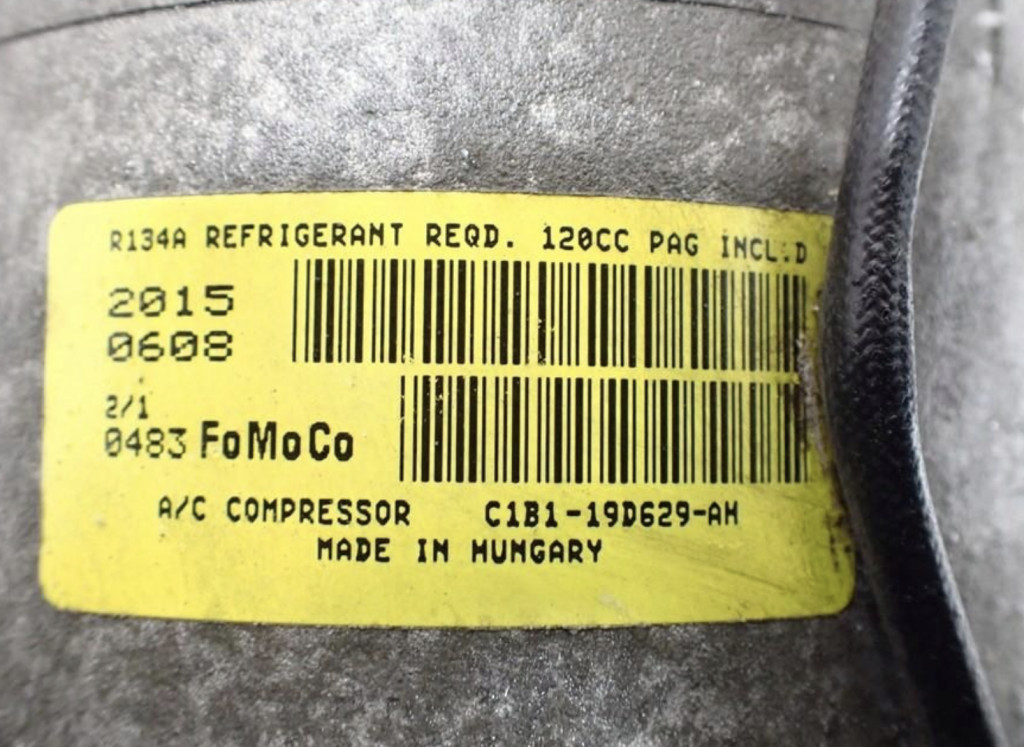 R134A REFRIGERANT REQD. 120CC PAG INCL.D
2015
0608
2/1
0483 FoMoCo
A/C COMPRESSOR C1B1-19D629-AH
MADE IN HUNGARY